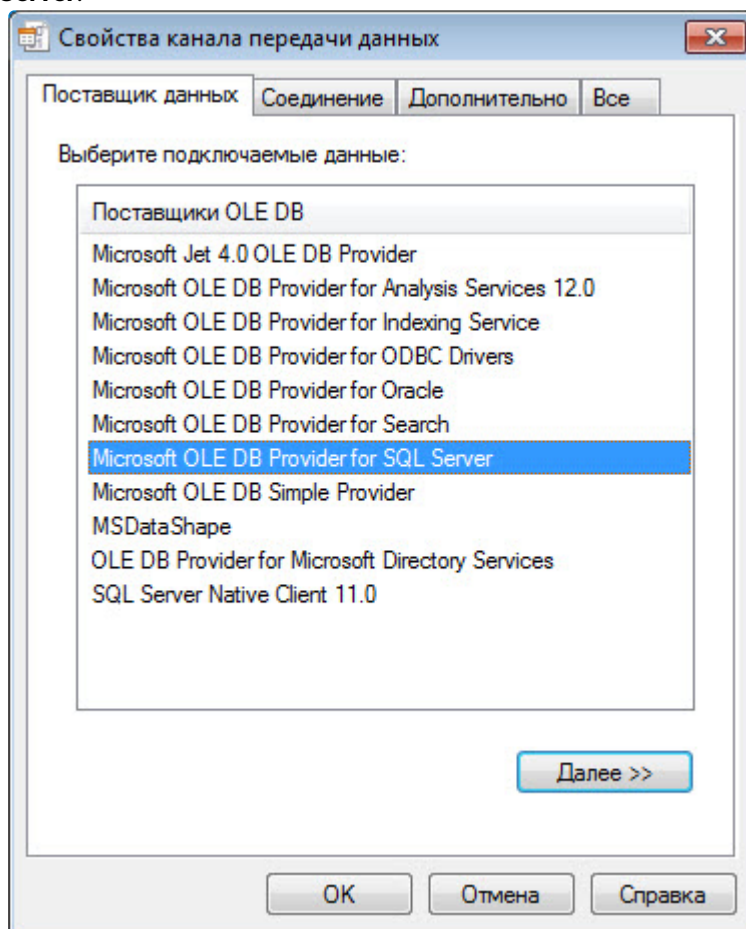 Свойства канала передачи данных
Поставщик данных Соединение Дополнительно Все
Выберите подключаемые данные:
Поставщики OLE DB
Microsoft Jet 4.0 OLE DB Provider
Microsoft OLE DB Provider for Analysis Services 12.0
Microsoft OLE DB Provider for Indexing Service
Microsoft OLE DB Provider for ODBC Drivers
Microsoft OLE DB Provider for Oracle
Microsoft OLE DB Provider for Search
Microsoft OLE DB Provider for SQL Server
Microsoft OLE DB Simple Provider
MSDataShape
OLE DB Provider for Microsoft Directory Services
SQL Server Native Client 11.0
Далее >>
OK Отмена Справка